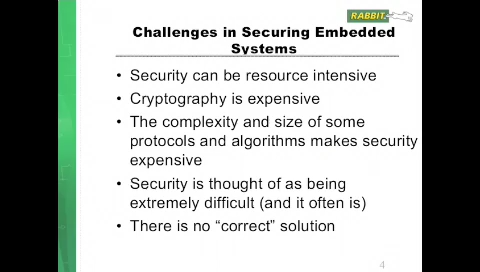 RABBIT
Challenges in Securing Embedded
Systems
• Security can be resource intensive
• Cryptography is expensive
• The complexity and size of some
protocols and algorithms makes security
expensive
• Security is thought of as being
extremely difficult (and it often is)
• There is no “correct” solution
4